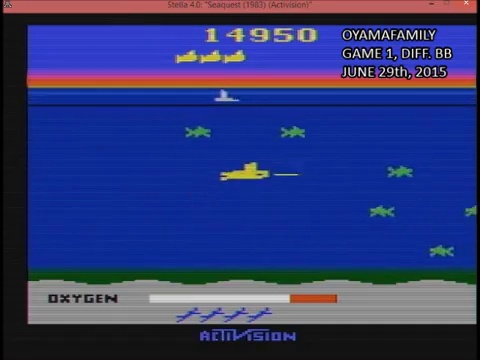 Stella 4.0: "Seaquest (1983) (Activision)"
14950
OYAMAFAMILY
GAME 1, DIFF. BB
JUNE 29th, 2015
OXYGEN
ACTIVISION